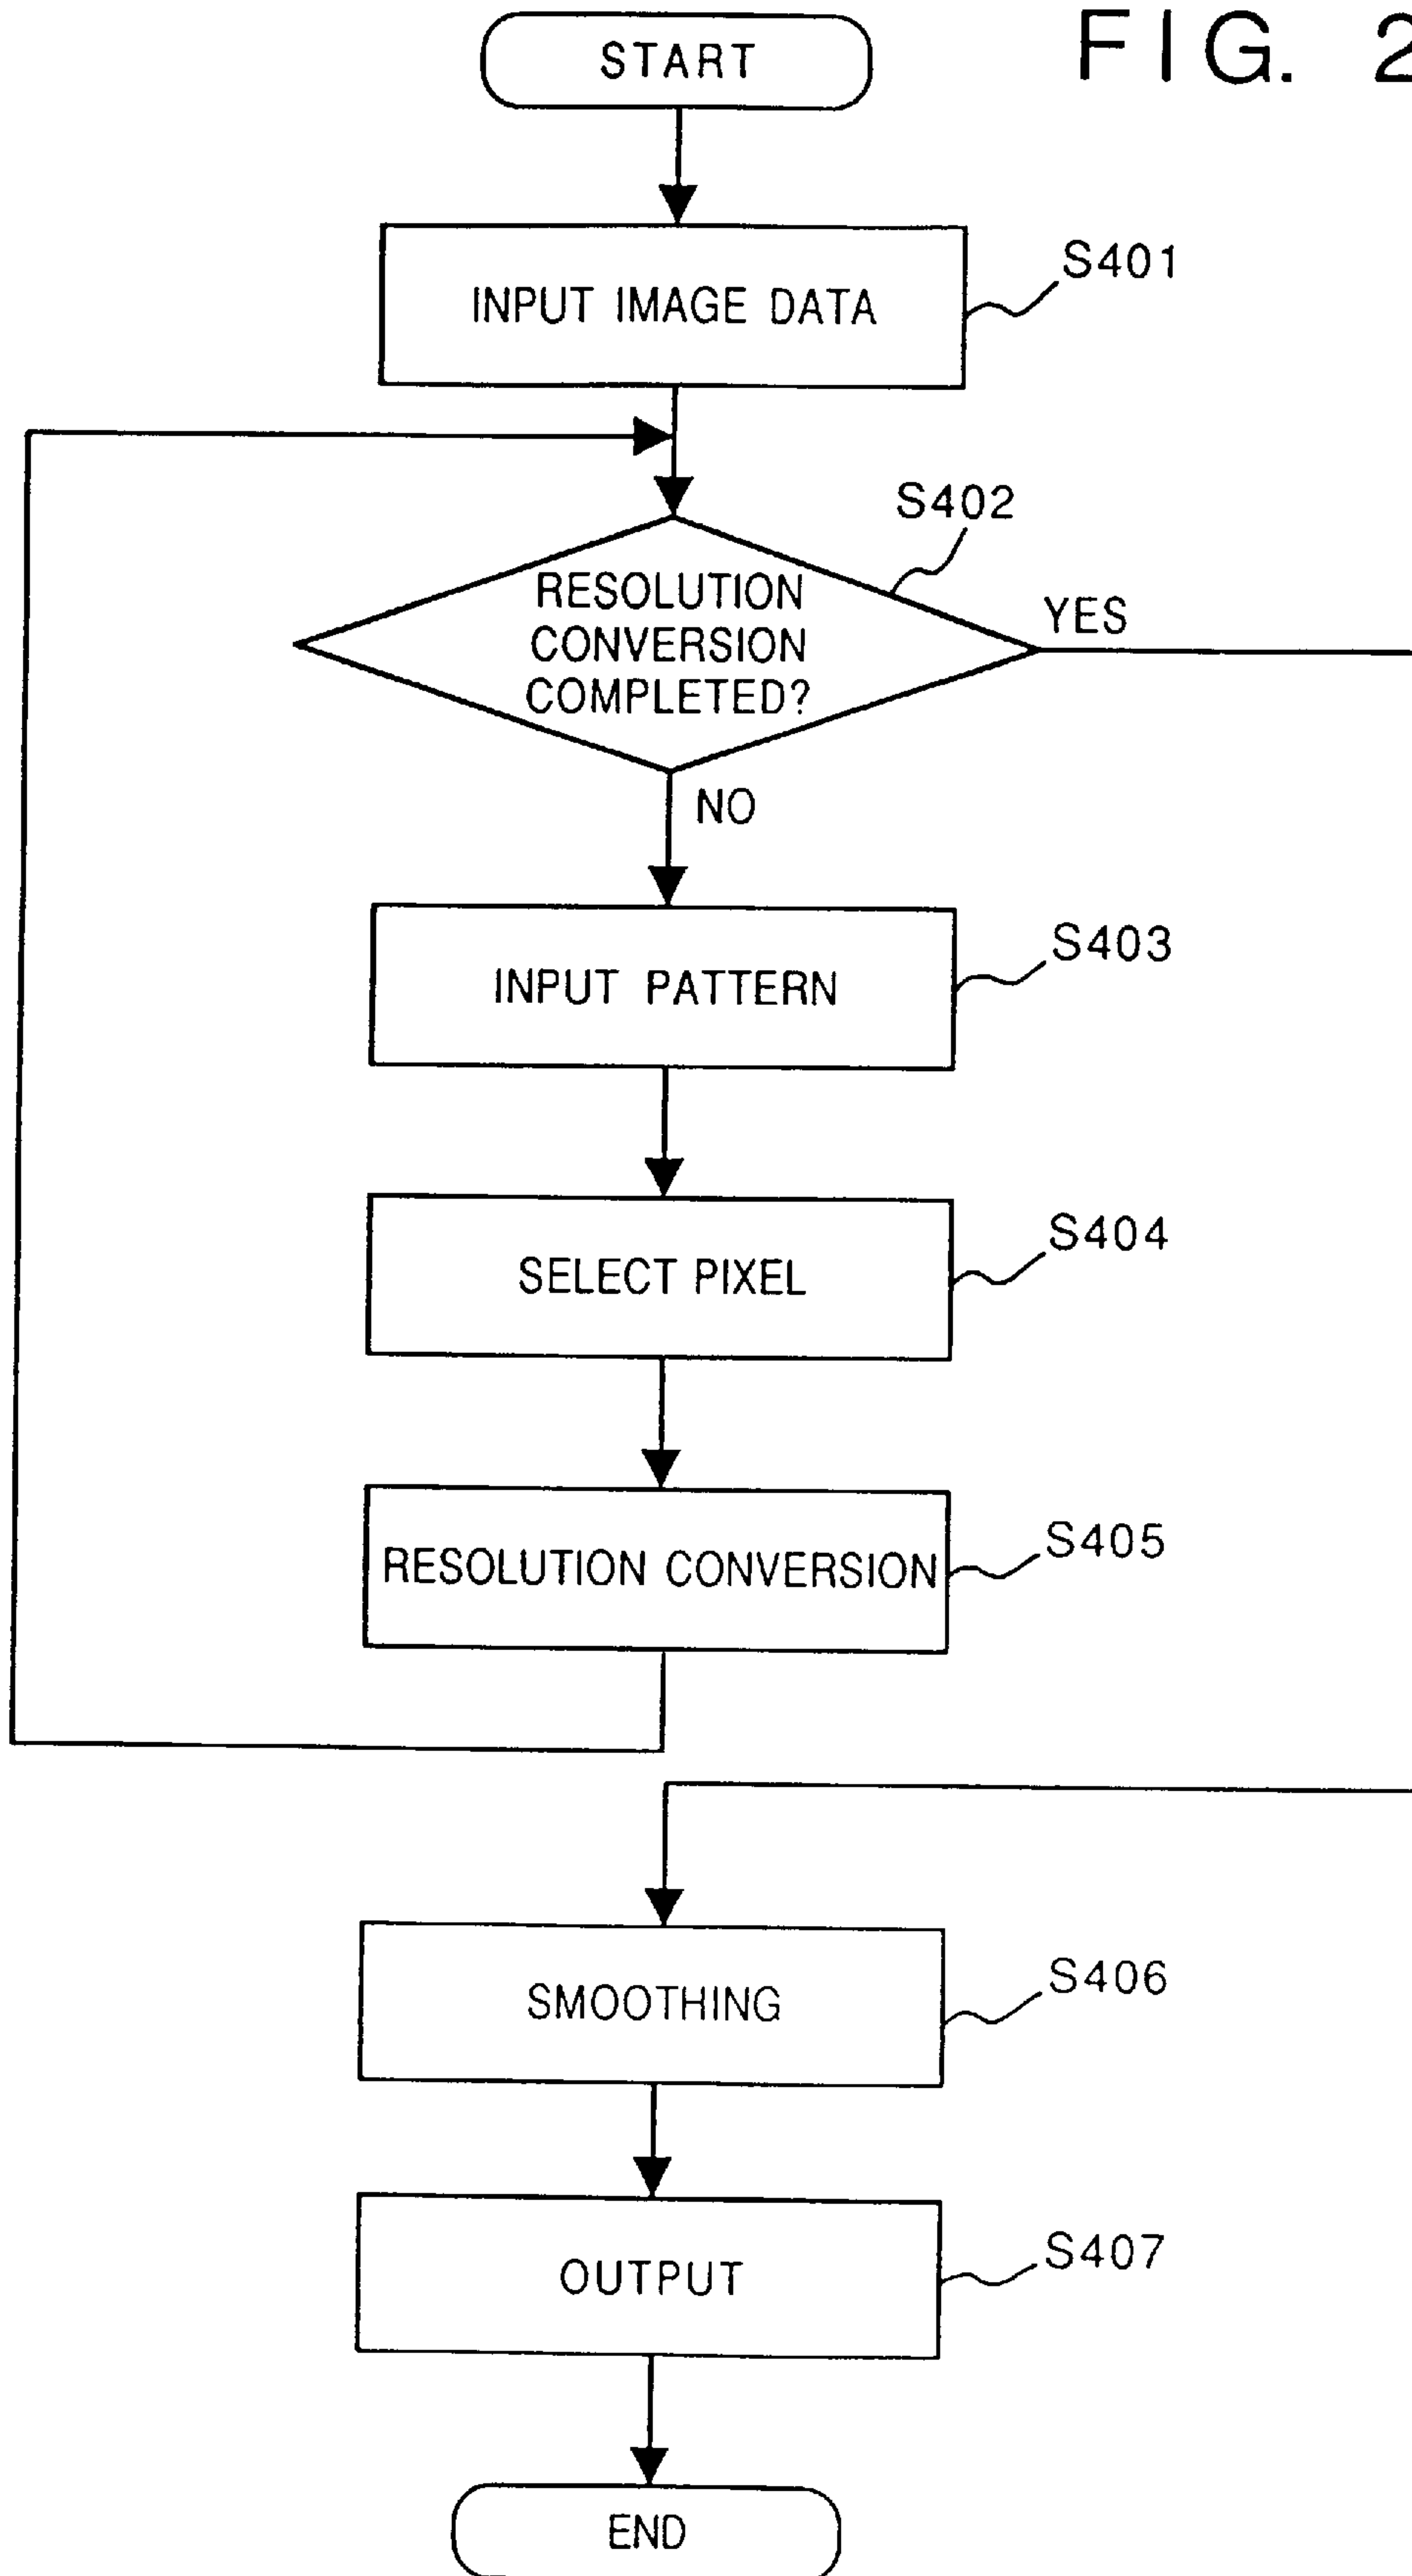 FIG. 2
START
INPUT IMAGE DATA
S401
S402
RESOLUTION
CONVERSION
COMPLETED?
YES
NO
INPUT PATTERN
S403
SELECT PIXEL
S404
RESOLUTION CONVERSION
S405
SMOOTHING
S406
OUTPUT
S407
END